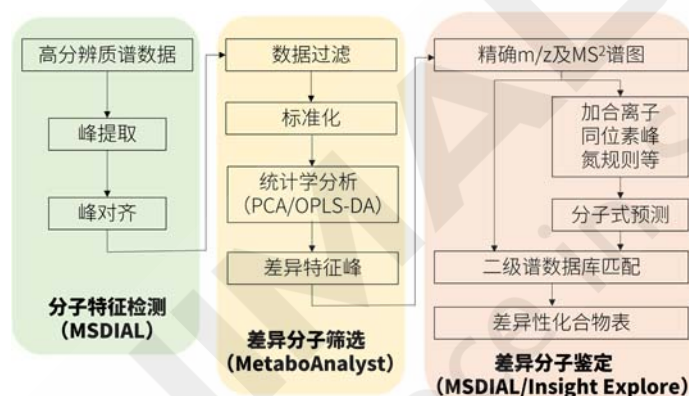 高分辨质谱数据
峰提取
峰对齐
分子特征检测
(MSDIAL)
数据过滤
标准化
统计学分析
(PCA/OPLS-DA)
差异特征峰
差异分子筛选
(MetaboAnalyst)
精确m/z及MS²谱图
加合离子
同位素峰
氮规则等
分子式预测
二级谱数据库匹配
差异性化合物表
差异分子鉴定
(MSDIAL/Insight Explore)